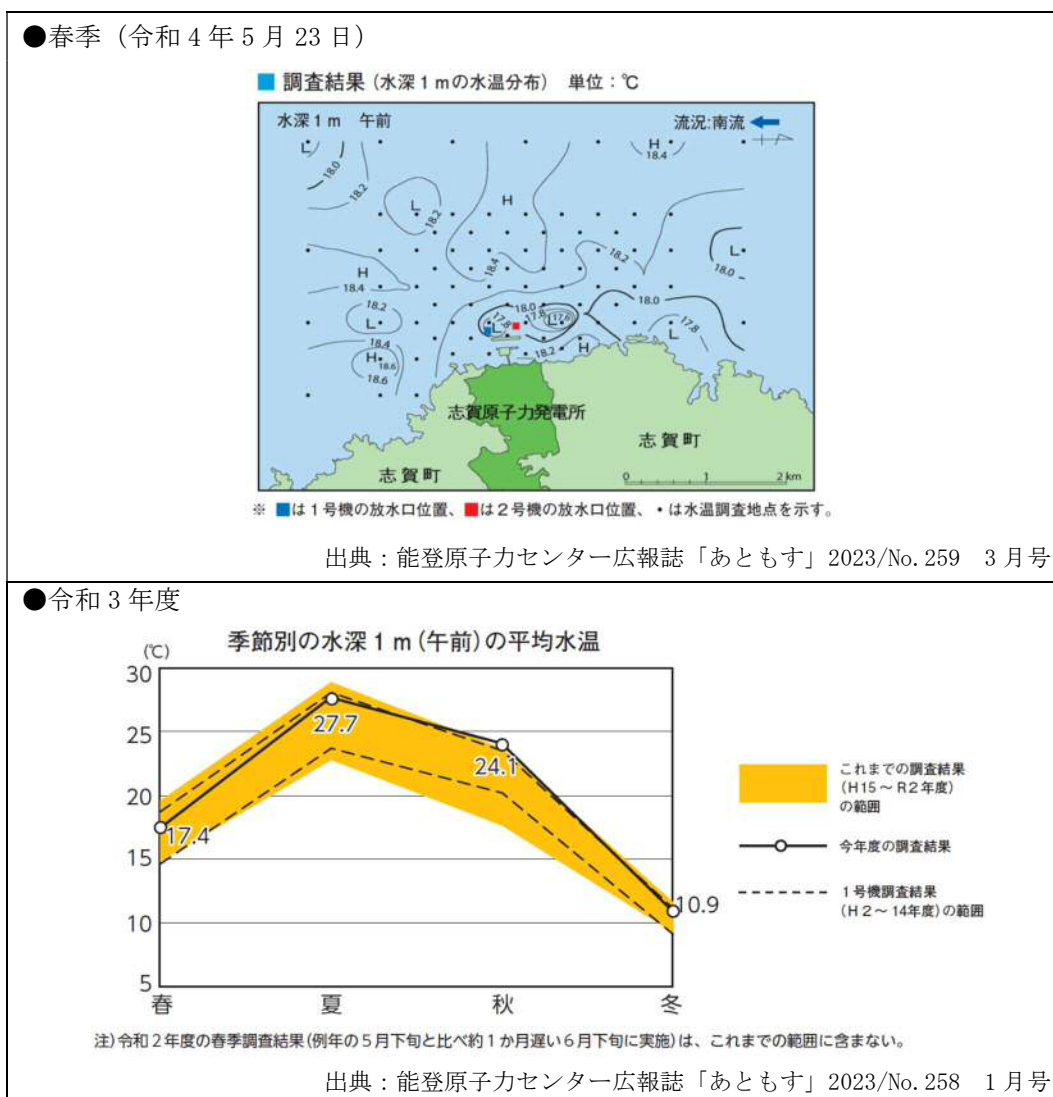 ●春季（令和４年５月 23 日）
■ 調査結果（水深１ｍの水温分布） 単位：℃
水深１ｍ 午前 流況:南流
L 18.0 18.2
H 18.4
L 18.2
H
18.4
18.2
L 18.0
H 18.4
18.2 L 18.4
H 18.6 18.6
18.0 17.8 L 17.8 L 17.6
18.0 17.8 L
18.2 H
志賀原子力発電所
志賀町
志賀町
0 1 2 km
※ ■は１号機の放水口位置、■は２号機の放水口位置、・は水温調査地点を示す。
出典：能登原子力センター広報誌「あともす」2023/No.259 ３月号
●令和３年度
季節別の水深１ｍ(午前)の平均水温
(℃)
30
25
20
15
10
5
17.4
27.7
24.1
10.9
春 夏 秋 冬
これまでの調査結果
（H15～Ｒ2年度）
の範囲
今年度の調査結果
１号機調査結果
（H２～14年度）の範囲
注)令和２年度の春季調査結果(例年の５月下旬と比べ約１か月遅い６月下旬に実施)は、これまでの範囲に含まない。
出典：能登原子力センター広報誌「あともす」2023/No.258 １月号